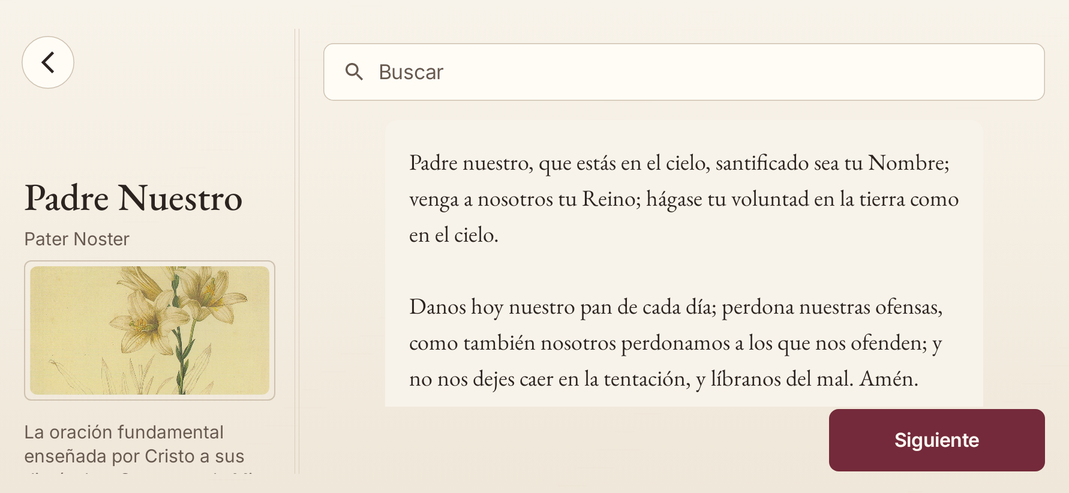 Padre Nuestro
Pater Noster
La oración fundamental
enseñada por Cristo a sus
Buscar
Padre nuestro, que estás en el cielo, santificado sea tu Nombre;
venga a nosotros tu Reino; hágase tu voluntad en la tierra como
en el cielo.
Danos hoy nuestro pan de cada día; perdona nuestras ofensas,
como también nosotros perdonamos a los que nos ofenden; y
no nos dejes caer en la tentación, y líbranos del mal. Amén.
Siguiente